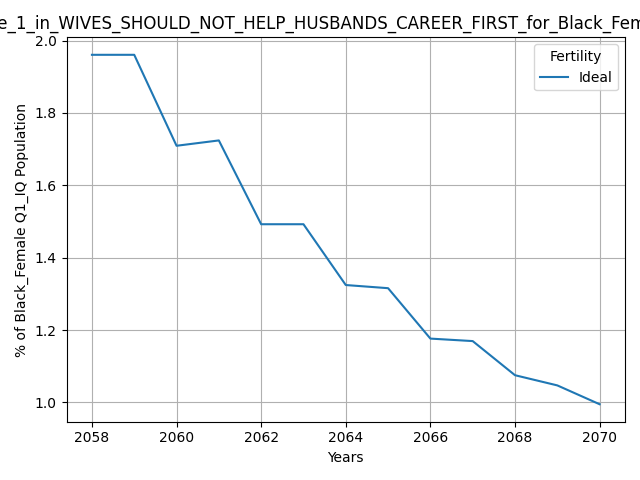 e_1_in_WIVES_SHOULD_NOT_HELP_HUSBANDS_CAREER_FIRST_for_Black_Fem
2.0
1.8
1.6
1.4
1.2
1.0
% of Black_Female Q1_IQ Population
Fertility
Ideal
2058
2060
2062
2064
2066
2068
2070
Years